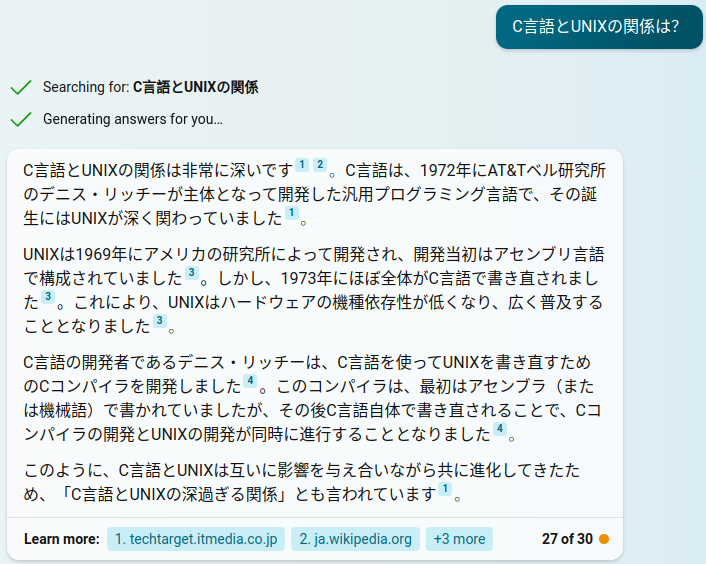 C言語とUNIXの関係は?
Searching for: C言語とUNIXの関係
Generating answers for you…
C言語とUNIXの関係は非常に深いです 1 2 。C言語は、1972年にAT&Tベル研究所
のデニス・リッチーが主体となって開発した汎用プログラミング言語で、その誕
生にはUNIXが深く関わっていました 1 。
UNIXは1969年にアメリカの研究所によって開発され、開発当初はアセンブリ言語
で構成されていました 3 。しかし、1973年にほぼ全体がC言語で書き直されまし
た 3 。これにより、UNIXはハードウェアの機種依存性が低くなり、広く普及する
こととなりました 3 。
C言語の開発者であるデニス・リッチーは、C言語を使ってUNIXを書き直すため
のCコンパイラを開発しました 4 。このコンパイラは、最初はアセンブラ（また
は機械語）で書かれていましたが、その後C言語自体で書き直されることで、Cコ
ンパイラの開発とUNIXの開発が同時に進行することとなりました 4 。
このように、C言語とUNIXは互いに影響を与え合いながら共に進化してきたた
め、「C言語とUNIXの深過ぎる関係」とも言われています 1 。
Learn more: 1. techtarget.itmedia.co.jp 2. ja.wikipedia.org +3 more 27 of 30